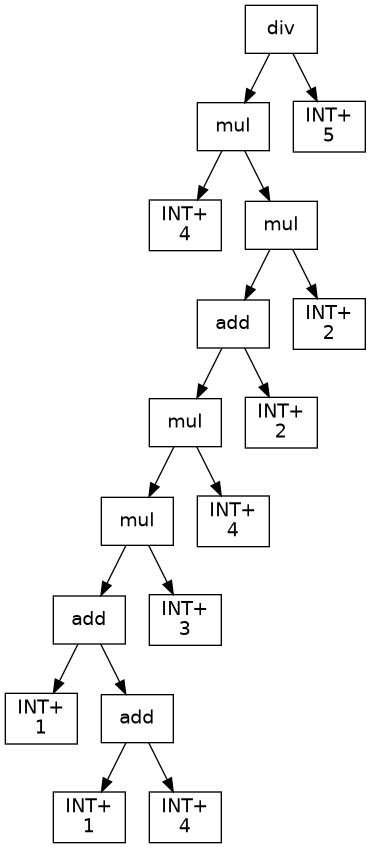 div
mul
INT+
5
INT+
4
mul
add
INT+
2
mul
INT+
2
mul
INT+
4
add
INT+
3
INT+
1
add
INT+
1
INT+
4